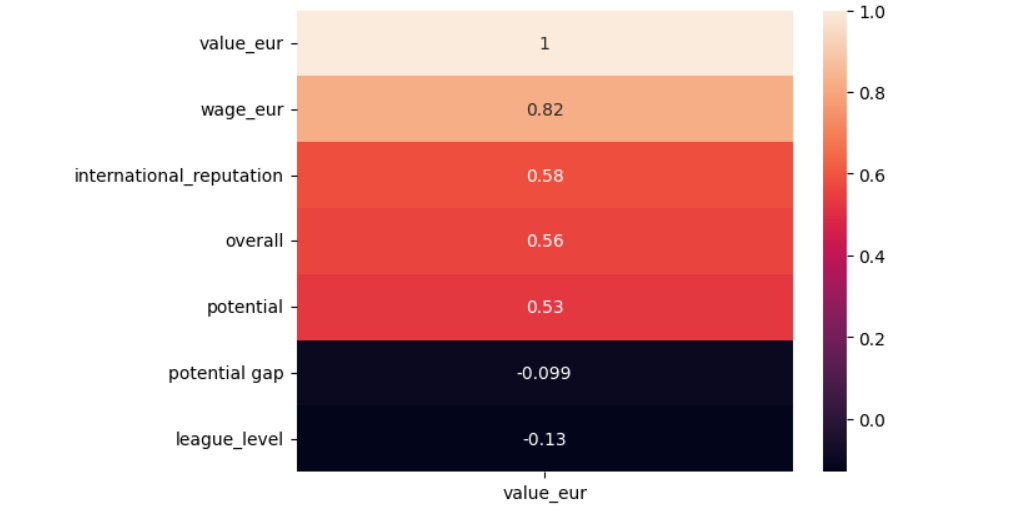 value_eur
1
wage_eur
0.82
international_reputation
0.58
overall
0.56
potential
0.53
potential gap
-0.099
league_level
-0.13
value_eur
1.0
0.8
0.6
0.4
0.2
0.0